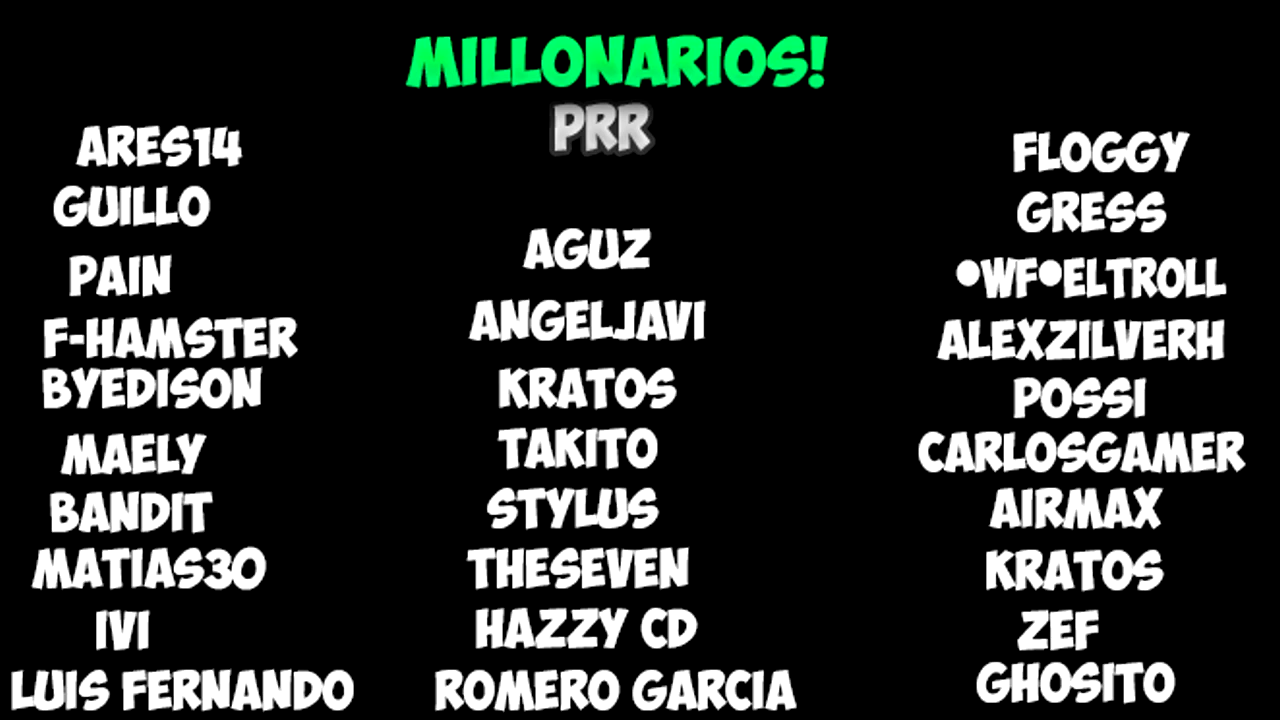 MILLONARIOS!
PRR
ARES14
GUILLO
PAIN
F-HAMSTER
BYEDISON
MAELY
BANDIT
MATIAS30
IVI
LUIS FERNANDO
AGUZ
ANGELJAVI
KRATOS
TAKITO
STYLUS
THESEVEN
HAZZY CD
ROMERO GARCIA
FLOGGY
GRESS
•WF•ELTROLL
ALEXZILVERH
POSSI
CARLOSGAMER
AIRMAX
KRATOS
ZEF
GHOSITO